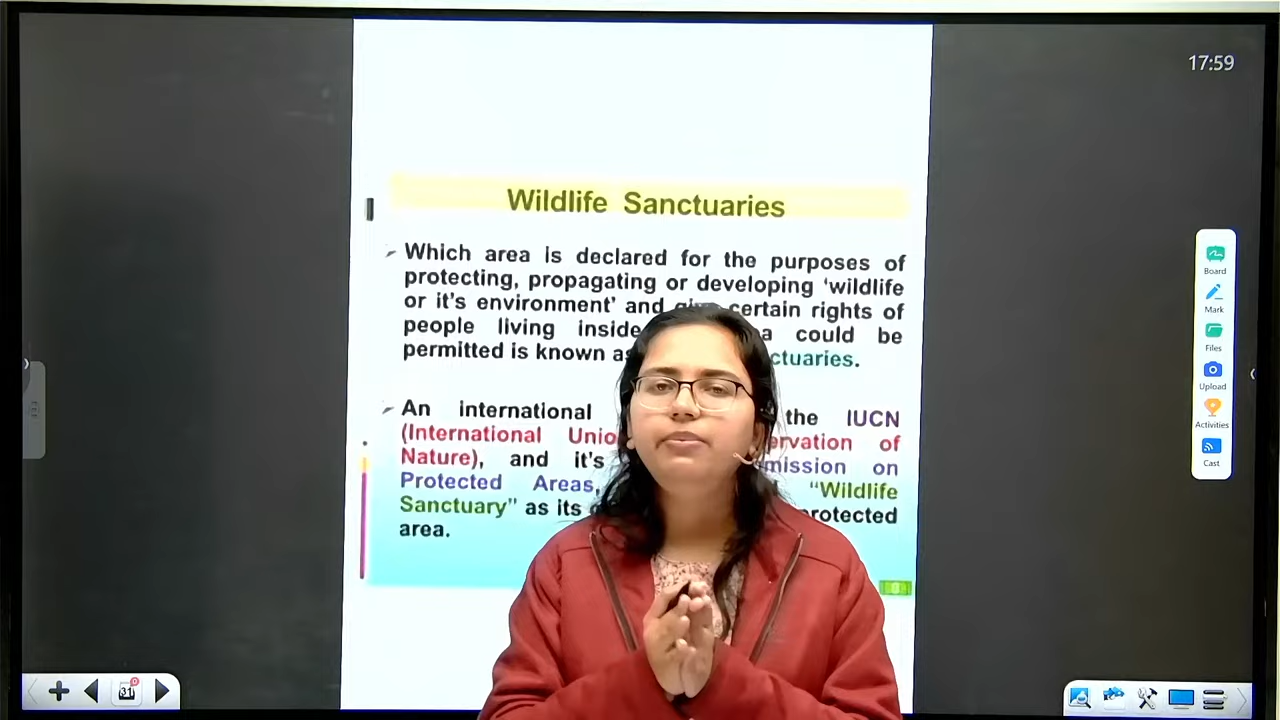 17:59
Wildlife Sanctuaries
Which area is declared for the purposes of
protecting, propagating or developing ‘wildlife
or it's environment’ and certain rights of
people living inside could be
permitted is known as ctuaries.
An international the IUCN
(International Unio ervation of
Nature), and it's mission on
Protected Areas, “Wildlife
Sanctuary” as its protected
area.
Board
Mark
Files
Upload
Activities
Cast
31